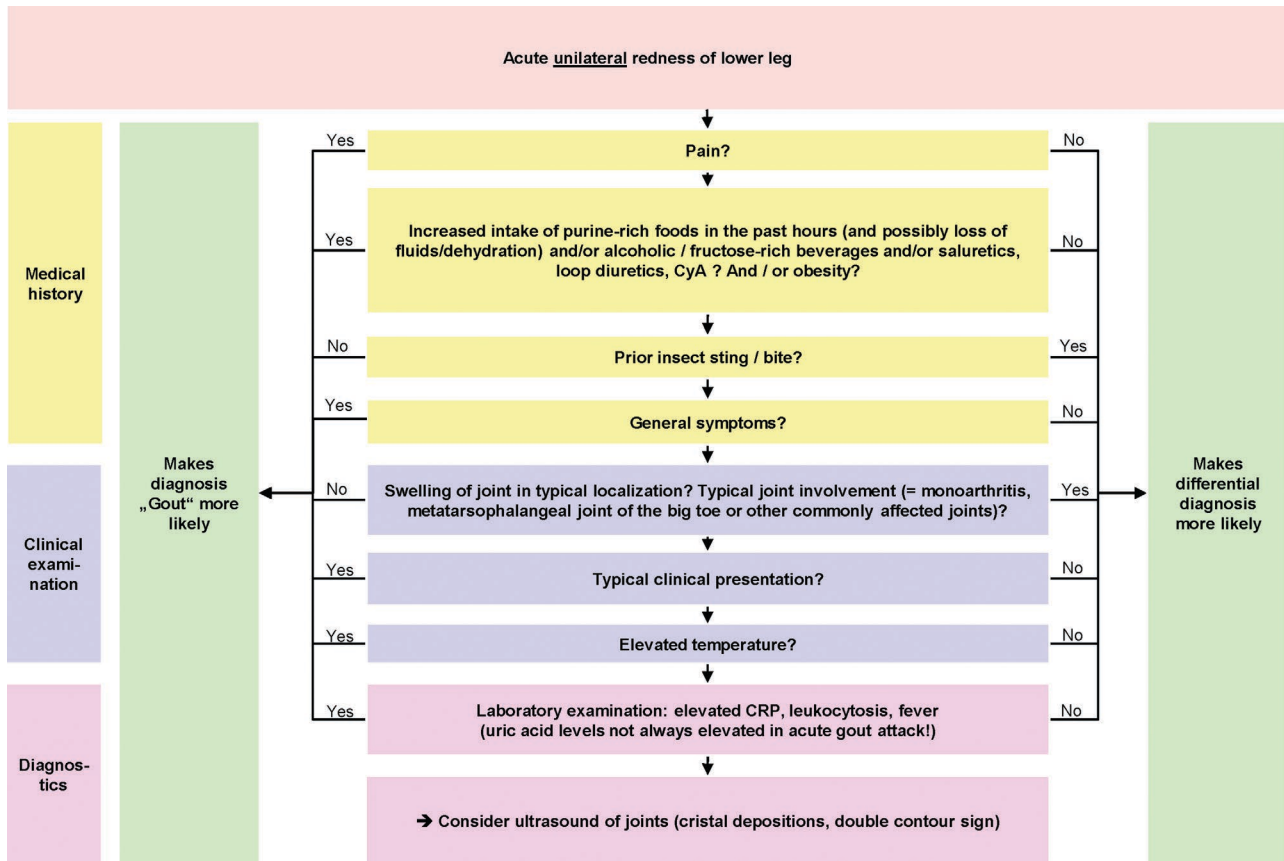 Acute unilateral redness of lower leg
Medical
history
Clinical
exami-
nation
Diagnos-
tics
Makes
diagnosis
„Gout“ more
likely
Yes
Pain?
No
Yes
Increased intake of purine-rich foods in the past hours (and possibly loss of
fluids/dehydration) and/or alcoholic / fructose-rich beverages and/or saluretics,
loop diuretics, CyA ? And / or obesity?
No
No
Prior insect sting / bite?
Yes
Yes
General symptoms?
No
No
Swelling of joint in typical localization? Typical joint involvement (= monoarthritis,
metatarsophalangeal joint of the big toe or other commonly affected joints)?
Yes
Yes
Typical clinical presentation?
No
Yes
Elevated temperature?
No
Yes
Laboratory examination: elevated CRP, leukocytosis, fever
(uric acid levels not always elevated in acute gout attack!)
No
➔ Consider ultrasound of joints (cristal depositions, double contour sign)
Makes
differential
diagnosis
more likely